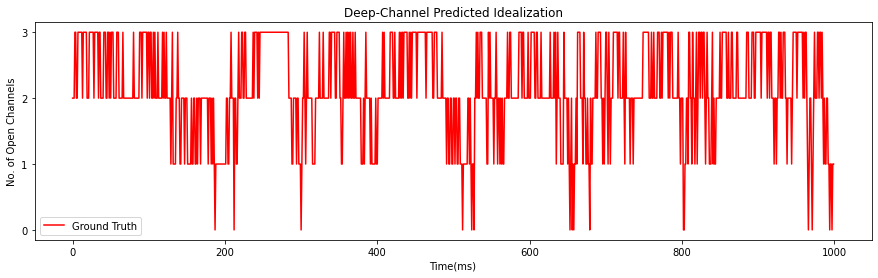 Deep-Channel Predicted Idealization
No. of Open Channels
3
2
1
0
Ground Truth
0 200 400 600 800 1000
Time(ms)